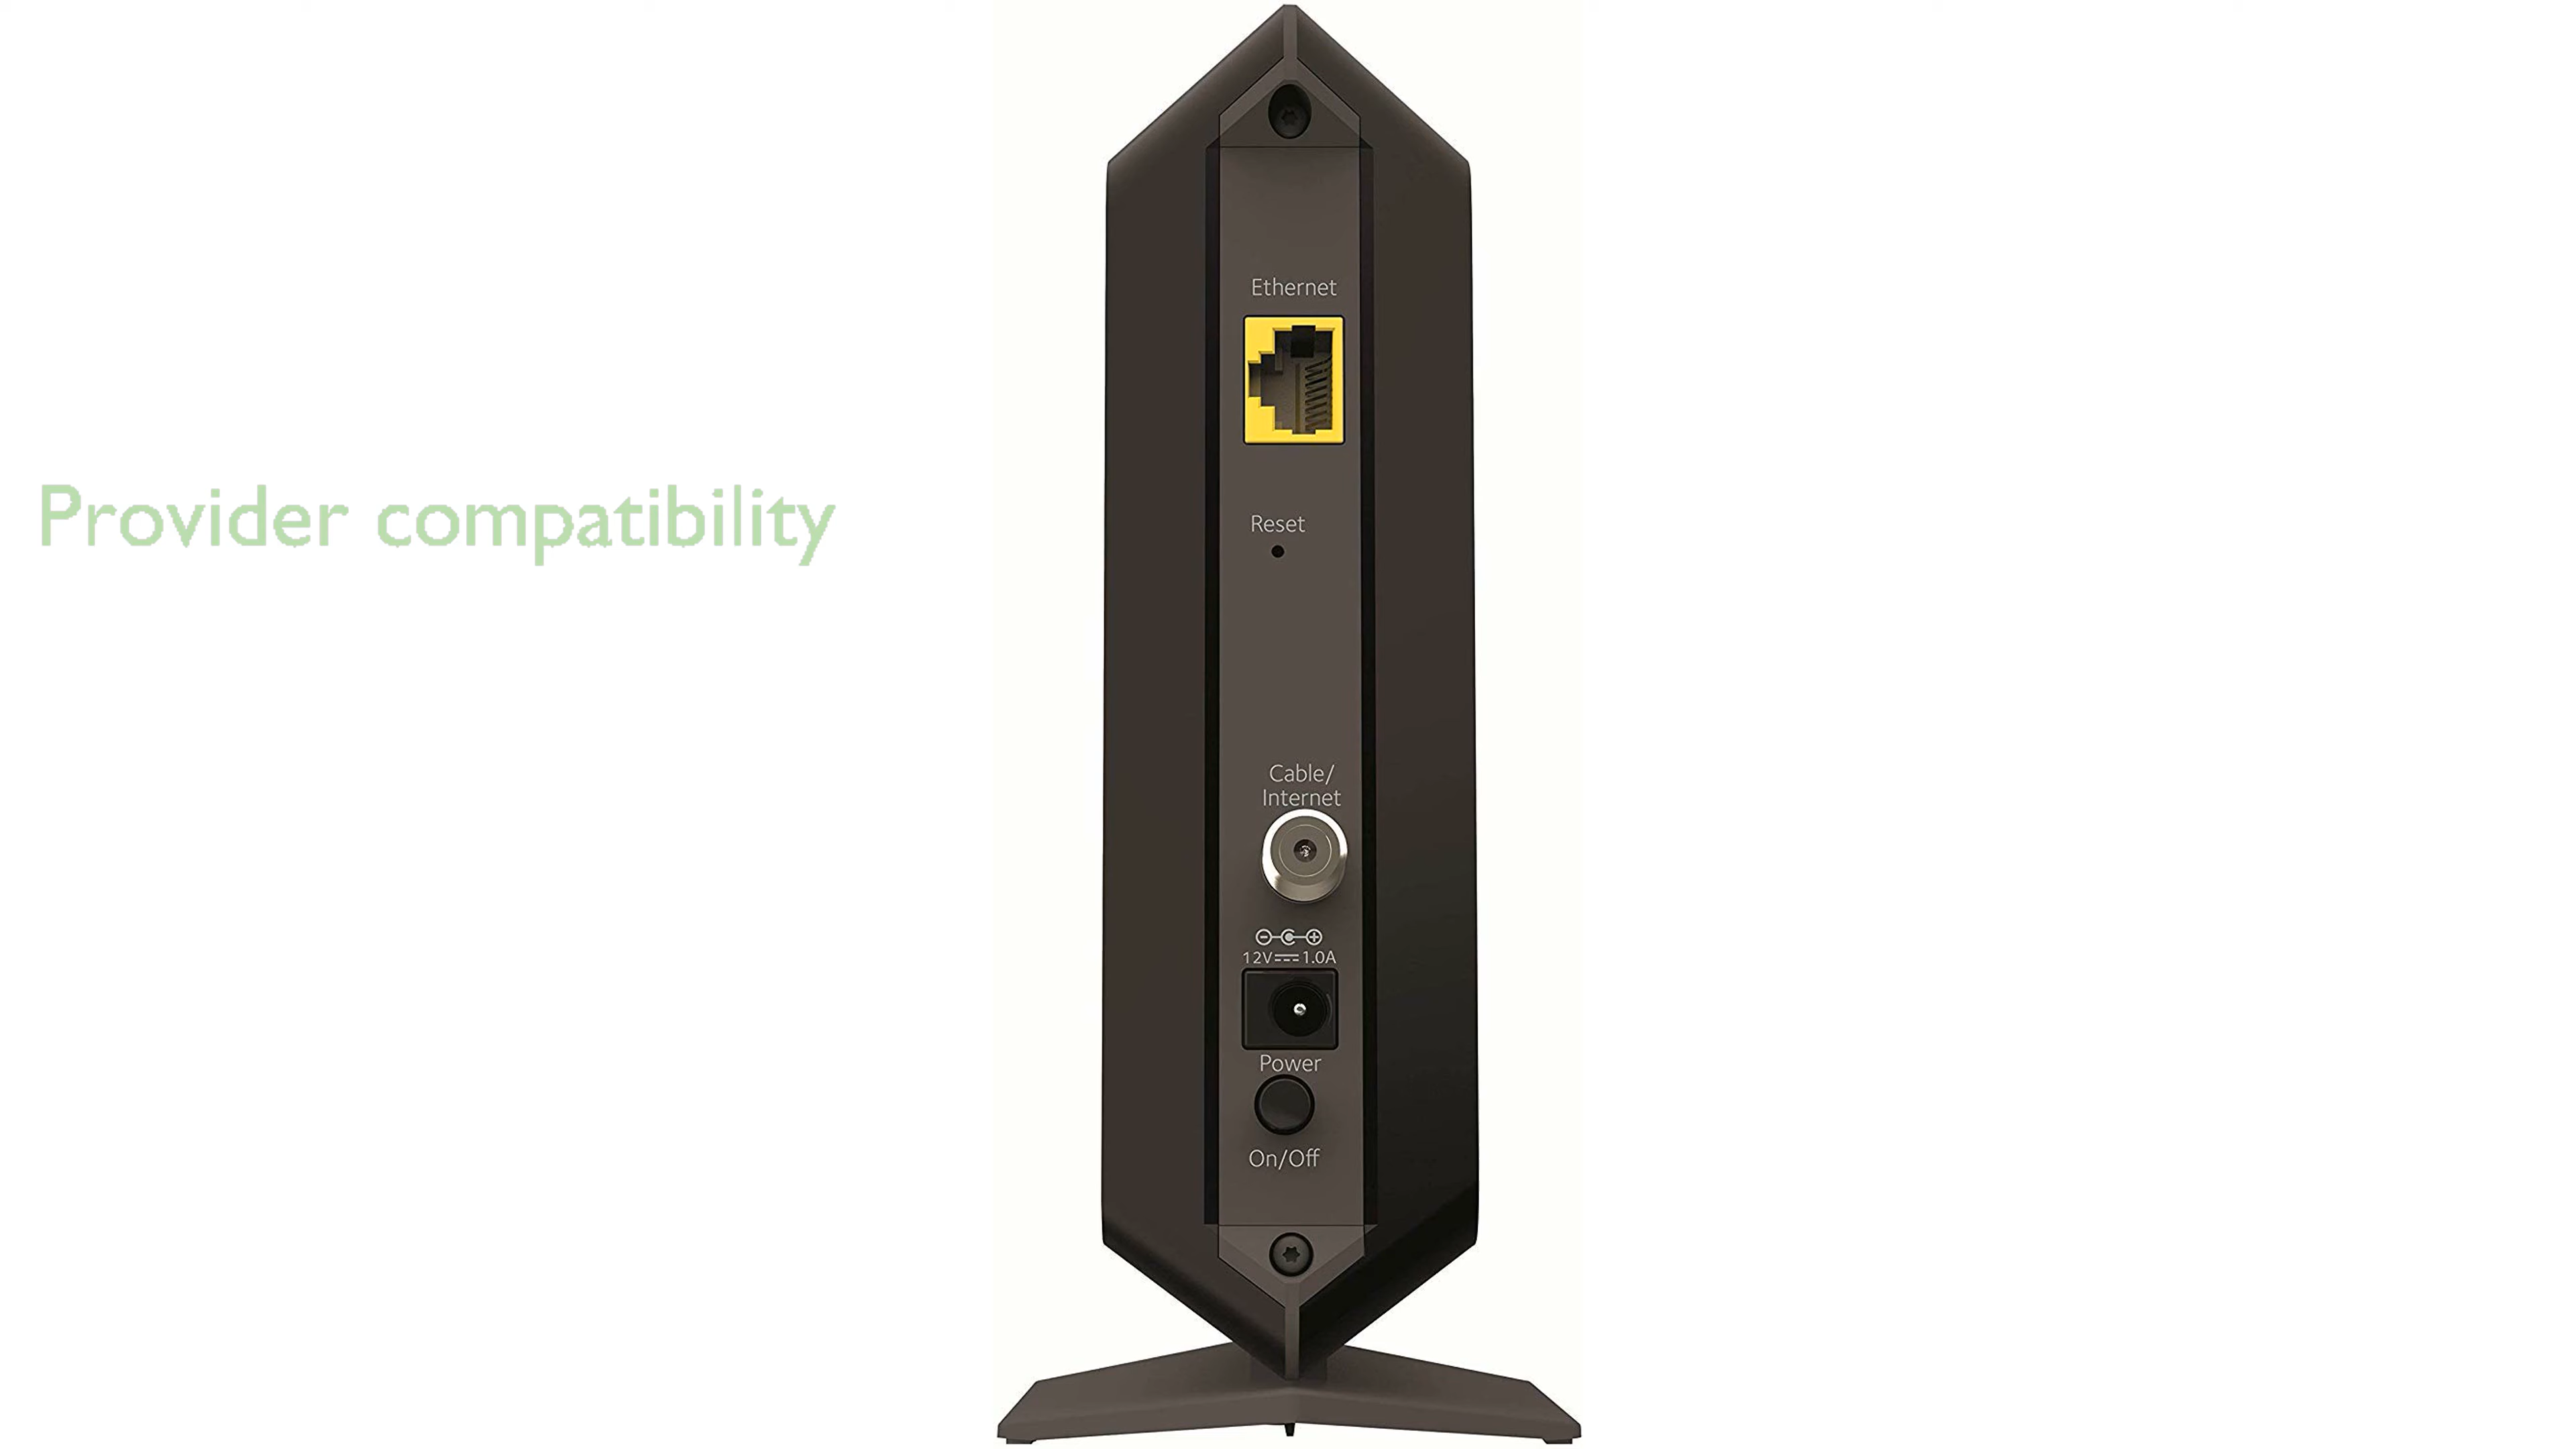 Provider compatibility
Ethernet
Reset
Cable/
Internet
12V⎓1.0A
Power
On/Off